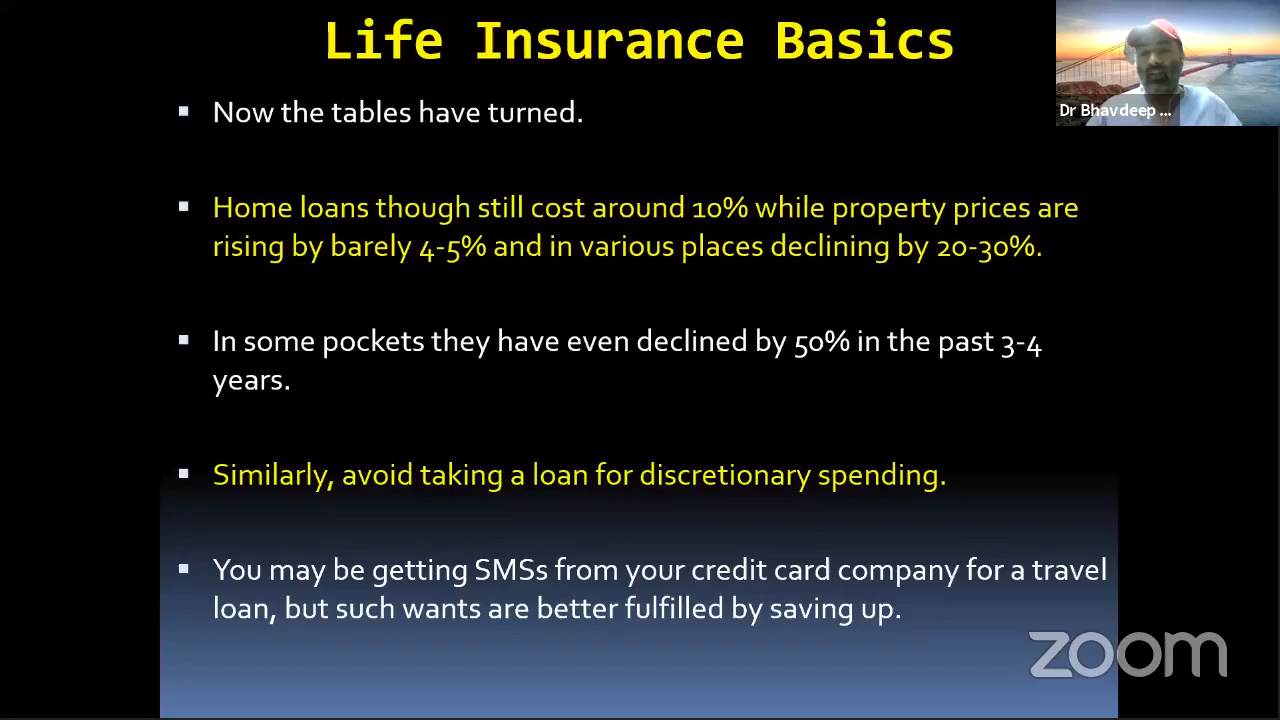 Life Insurance Basics
Now the tables have turned.
Dr Bhavdeep ...
Home loans though still cost around 10% while property prices are
rising by barely 4-5% and in various places declining by 20-30%.
In some pockets they have even declined by 50% in the past 3-4
years.
Similarly, avoid taking a loan for discretionary spending.
You may be getting SMSs from your credit card company for a travel
loan, but such wants are better fulfilled by saving up.
zoom